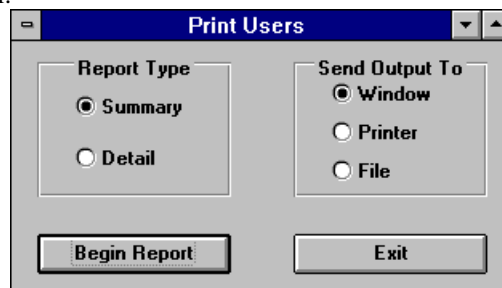 Print Users
Report Type
Summary
Detail
Send Output To
Window
Printer
File
Begin Report
Exit